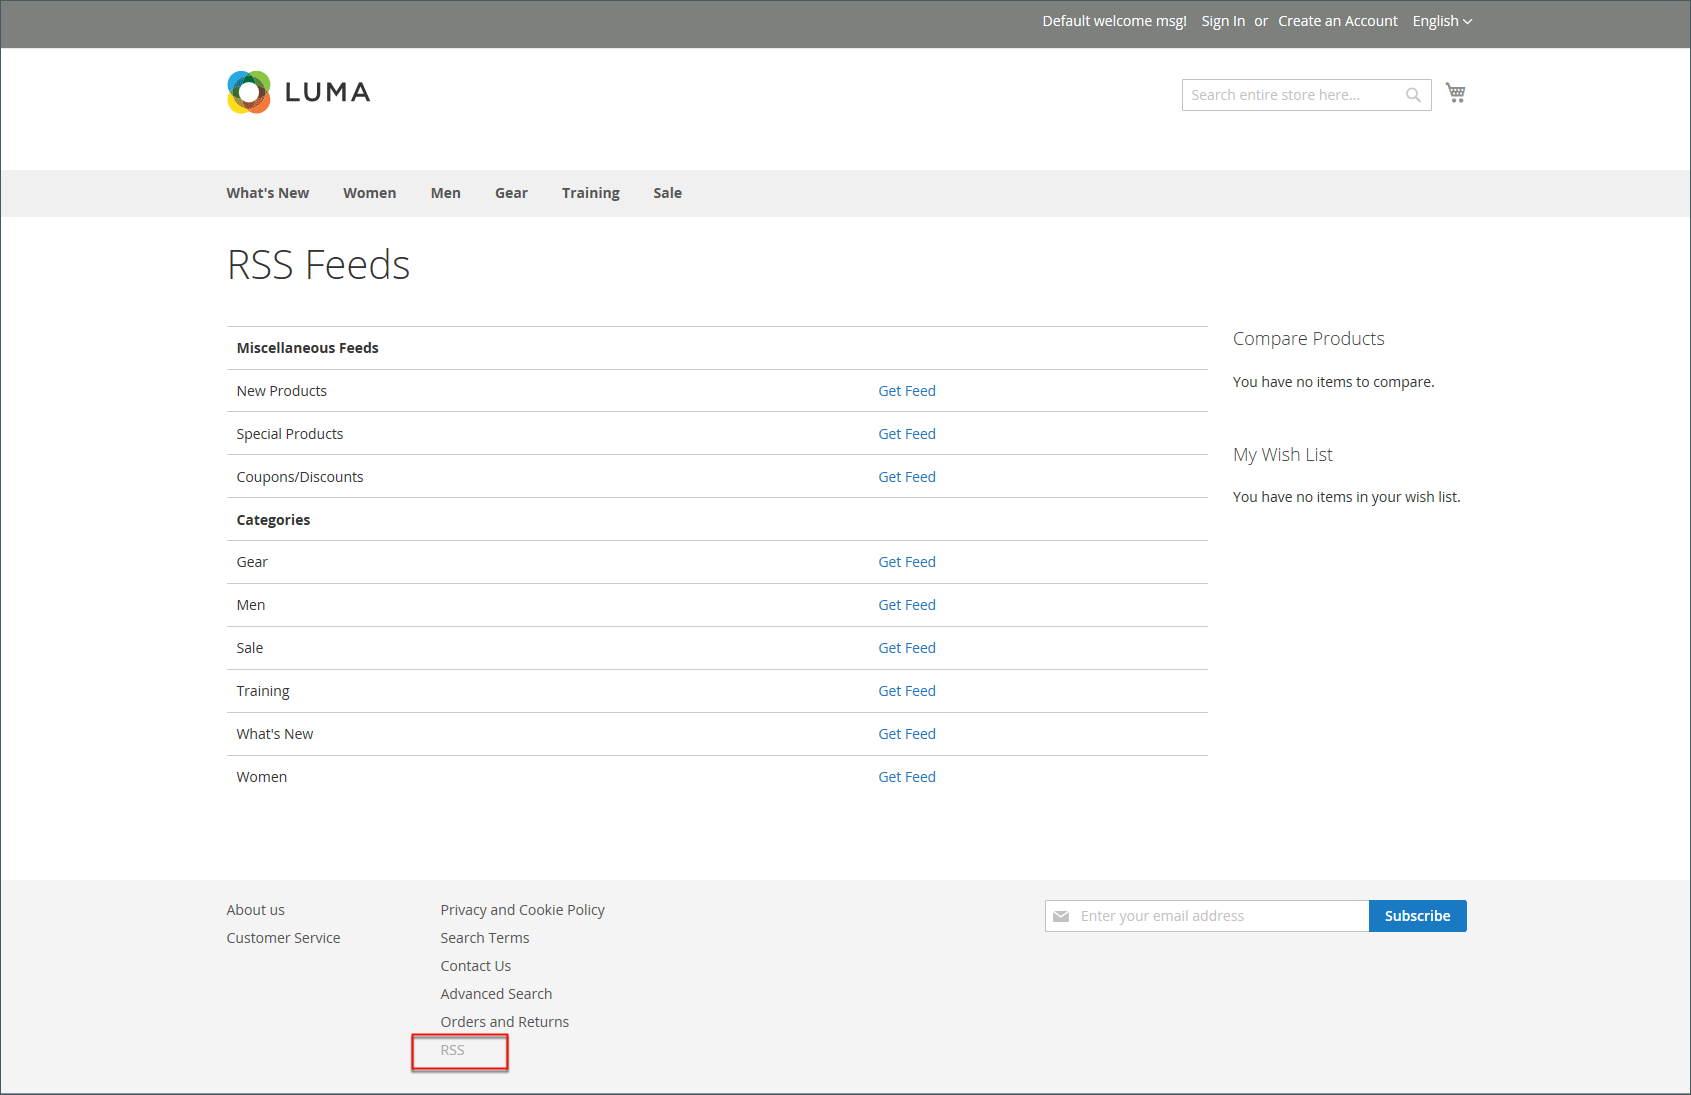 Default welcome msg! Sign In or Create an Account English
LUMA
Search entire store here...
What's New Women Men Gear Training Sale
RSS Feeds
Miscellaneous Feeds
New Products Get Feed
Special Products Get Feed
Coupons/Discounts Get Feed
Categories
Gear Get Feed
Men Get Feed
Sale Get Feed
Training Get Feed
What's New Get Feed
Women Get Feed
Compare Products
You have no items to compare.
My Wish List
You have no items in your wish list.
About us
Customer Service
Privacy and Cookie Policy
Search Terms
Contact Us
Advanced Search
Orders and Returns
RSS
Enter your email address Subscribe